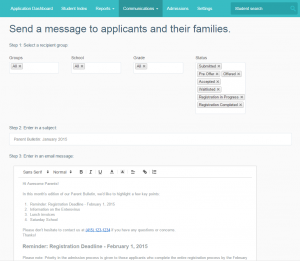 Application Dashboard Student Index Reports Communications Admissions Settings Student search
Send a message to applicants and their families.
Step 1: Select a recipient group.
Groups School Grade Status
All × All × All × Submitted ×
Pre Offer × Offered ×
Accepted ×
Waitlisted ×
Registration in Progress ×
Registration Completed ×
Step 2: Enter in a subject:
Parent Bulletin: January 2015
Step 3: Enter in an email message:
Sans Serif Normal B I U A
Hi Awesome Parents!
In this month's edition of our Parent Bulletin, we'd like to highlight a few key points:
1. Reminder: Registration Deadline - February 1, 2015
2. Information on the Extranceas
3. Lunch Invoices
4. Saturday School
Please don't hesitate to contact us at if you have any questions or concerns.
Thanks!
Reminder: Registration Deadline - February 1, 2015
Please note: Priority in the admission process is given to those applicants who complete the entire registration process by the February